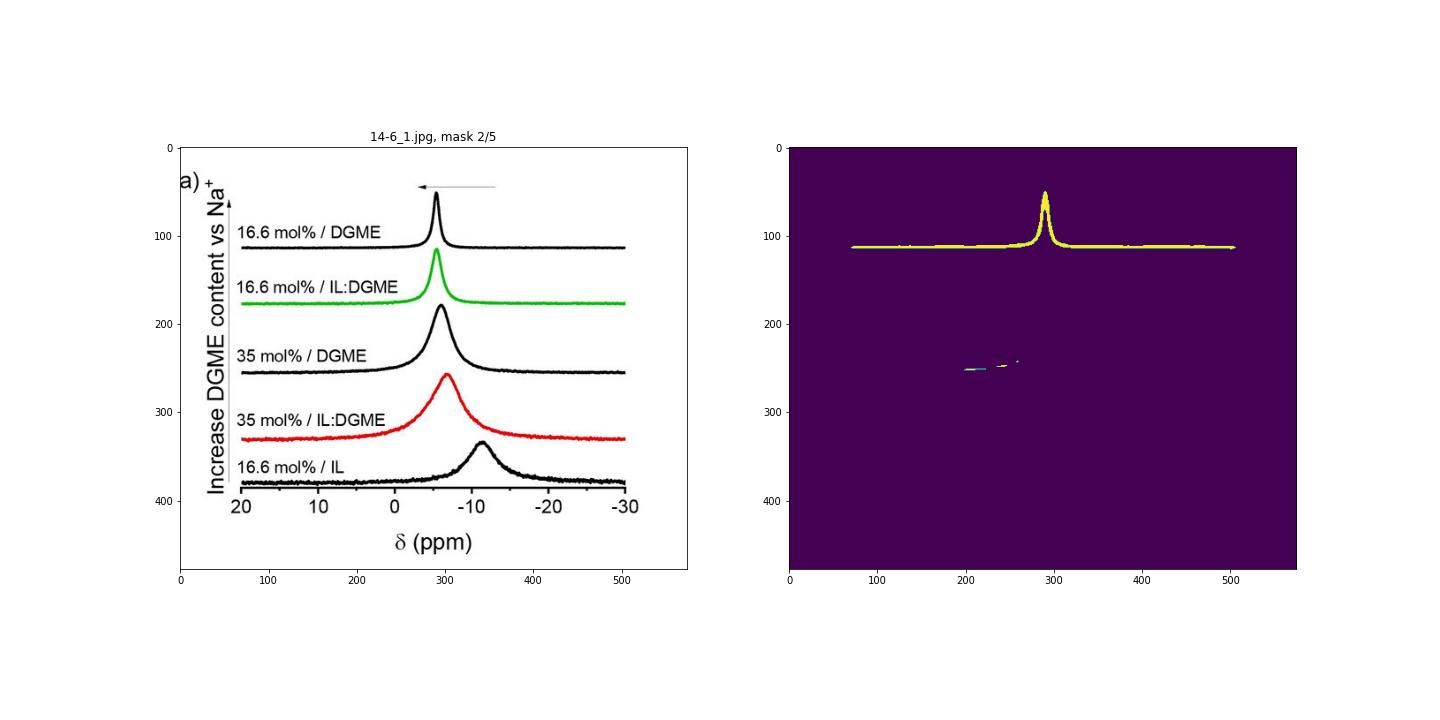 14-6_1.jpg, mask 2/5
a)
Increase DGME content vs Na+
16.6 mol% / DGME
16.6 mol% / IL:DGME
35 mol% / DGME
35 mol% / IL:DGME
16.6 mol% / IL
20 10 0 -10 -20 -30
δ (ppm)
0
100
200
300
400
0 100 200 300 400 500
0
100
200
300
400
0 100 200 300 400 500